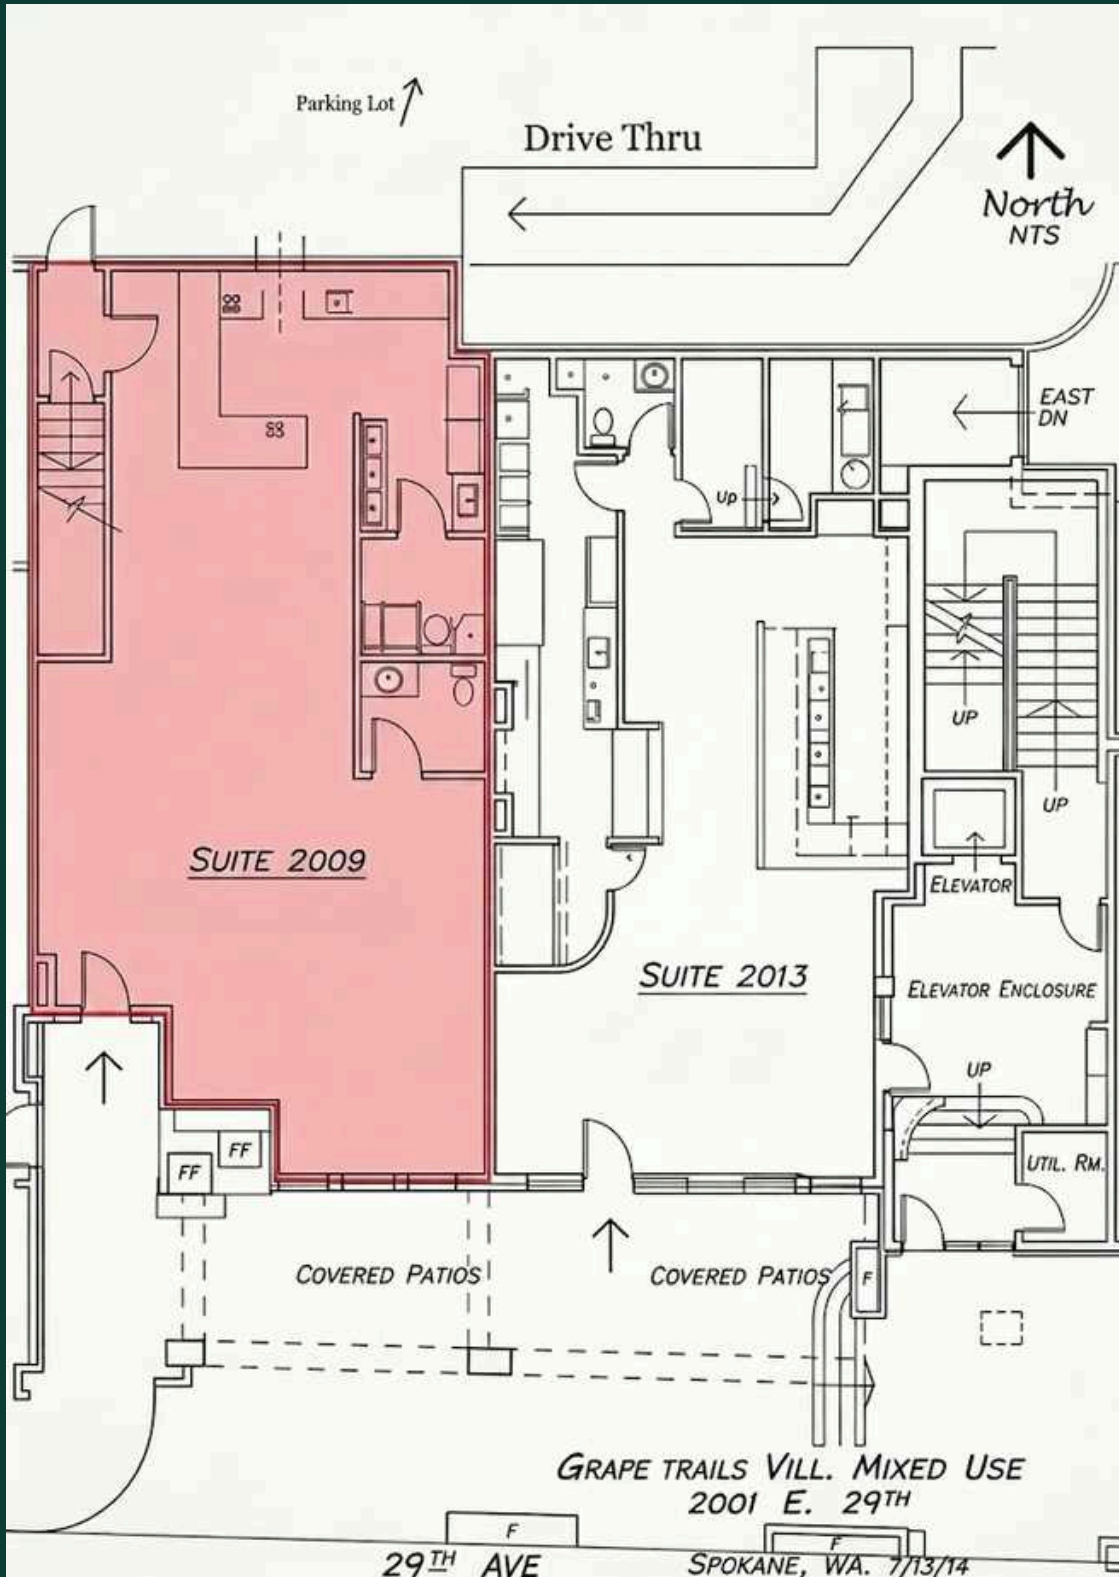 Parking Lot
Drive Thru
North
NTS
EAST
DN
Up
UP
UP
SUITE 2009
ELEVATOR
SUITE 2013
ELEVATOR ENCLOSURE
UP
FF
FF
UTIL. RM.
COVERED PATIOS
COVERED PATIOS
F
GRAPE TRAILS VILL. MIXED USE
2001 E. 29TH
F
F
29TH AVE
SPOKANE, WA. 7/13/14